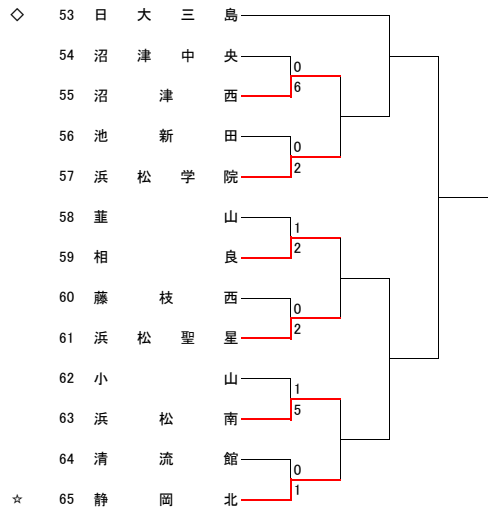 ◇ 53 日大三島
54 沼津中央
0
6
55 沼津西
56 池新田
0
2
57 浜松学院
58 韮山
1
2
59 相良
60 藤枝西
0
2
61 浜松聖星
62 小山
1
5
63 浜松南
64 清流館
0
1
☆ 65 静岡北